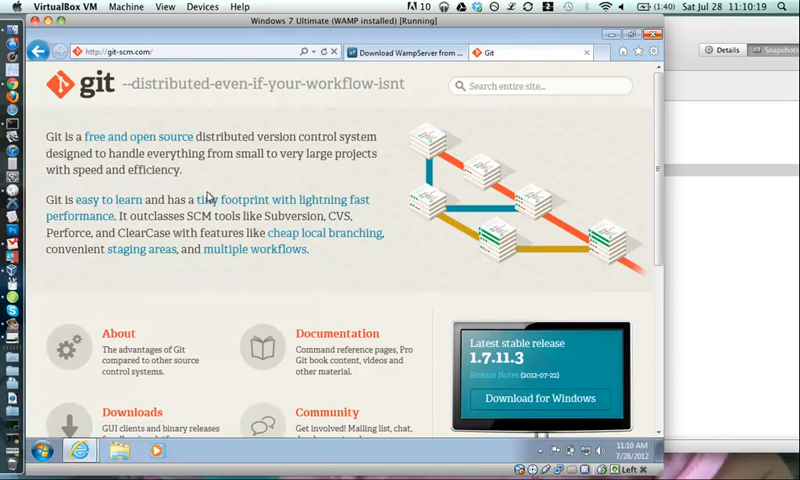 VirtualBox VM Machine View Devices Help
10
(1:40) Sat Jul 28 11:10:19
Windows 7 Ultimate (WAMP installed) [Running]
http://git-scm.com/
Download WampServer from ...
Git
Details
Snapshots
git --distributed-even-if-your-workflow-isnt
Search entire site...
Git is a free and open source distributed version control system
designed to handle everything from small to very large projects
with speed and efficiency.
Git is easy to learn and has a tiny footprint with lightning fast
performance. It outclasses SCM tools like Subversion, CVS,
Perforce, and ClearCase with features like cheap local branching,
convenient staging areas, and multiple workflows.
About
The advantages of Git
compared to other source
control systems.
Documentation
Command reference pages, Pro
Git book content, videos and
other material.
Latest stable release
1.7.11.3
Release Notes (2012-07-22)
Download for Windows
Downloads
GUI clients and binary releases
Community
Get involved! Mailing list, chat,
11:10 AM
7/28/2012
Left ⌘